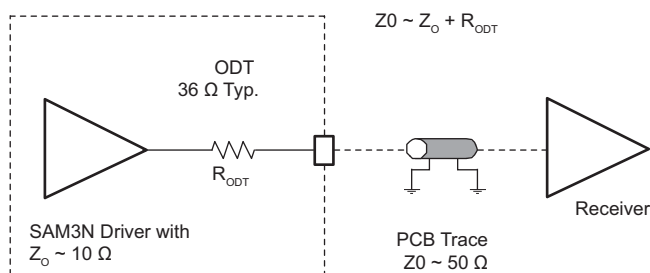 Z0 ~ Z_O + R_ODT
ODT
36 Ω Typ.
R_ODT
Receiver
SAM3N Driver with
Z_O ~ 10 Ω
PCB Trace
Z0 ~ 50 Ω